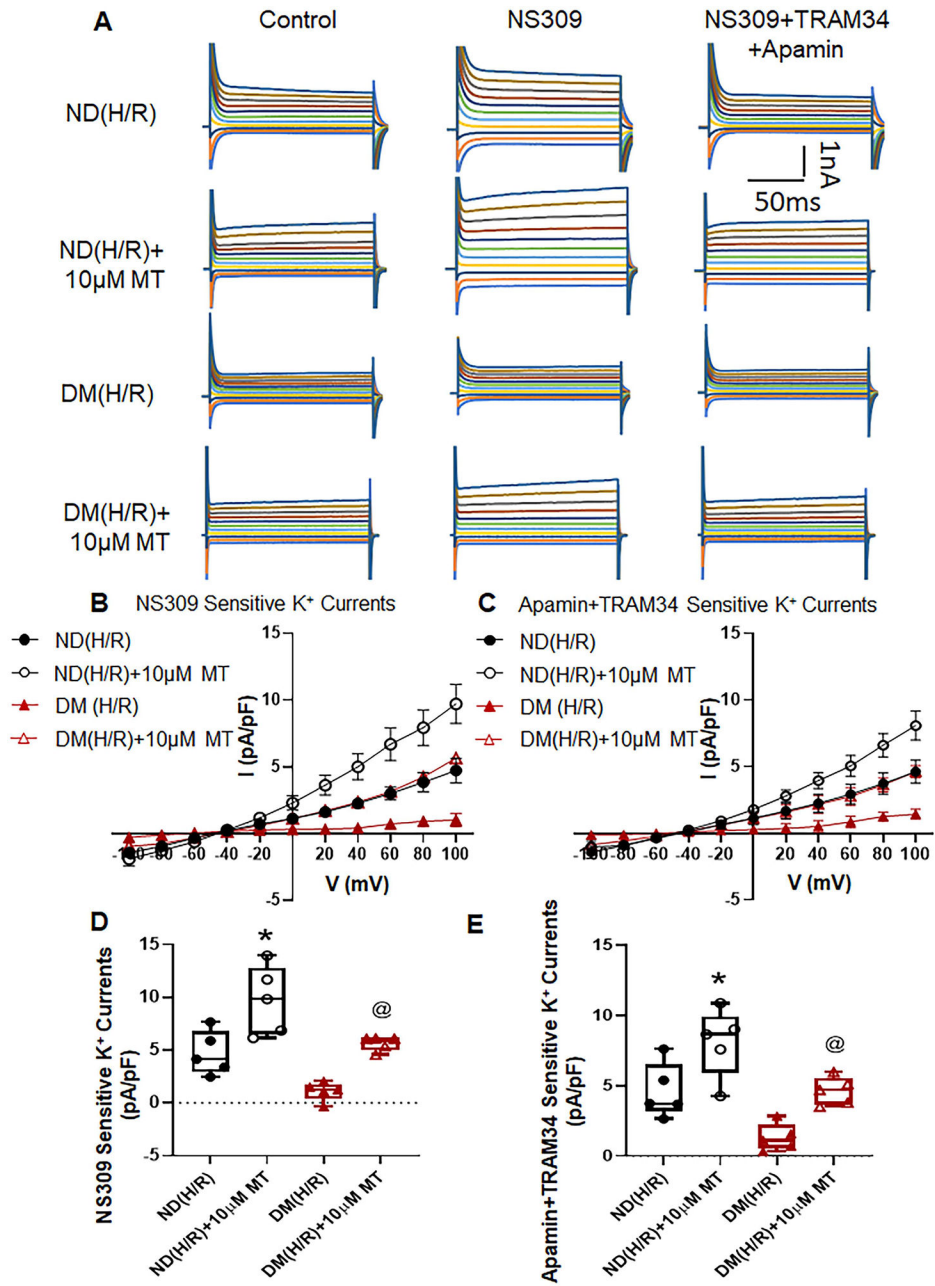 A
Control
NS309
NS309+TRAM34
+Apamin
ND(H/R)
1nA
50ms
ND(H/R)+
10µM MT
DM(H/R)
DM(H/R)+
10µM MT
B
NS309 Sensitive K⁺ Currents
ND(H/R)
ND(H/R)+10µM MT
DM (H/R)
DM(H/R)+10µM MT
I (pA/pF)
15
10
5
-5
-100 -80 -60 -40 -20 20 40 60 80 100
V (mV)
C
Apamin+TRAM34 Sensitive K⁺ Currents
ND(H/R)
ND(H/R)+10µM MT
DM (H/R)
DM(H/R)+10µM MT
I (pA/pF)
15
10
5
-5
-100 -80 -60 -40 -20 20 40 60 80 100
V (mV)
D
NS309 Sensitive K⁺ Currents
(pA/pF)
15
10
5
0
-5
*
@
ND(H/R)
ND(H/R)+10µM MT
DM(H/R)
DM(H/R)+10µM MT
E
Apamin+TRAM34 Sensitive K⁺ Currents
(pA/pF)
15
10
5
0
*
@
ND(H/R)
ND(H/R)+10µM MT
DM(H/R)
DM(H/R)+10µM MT